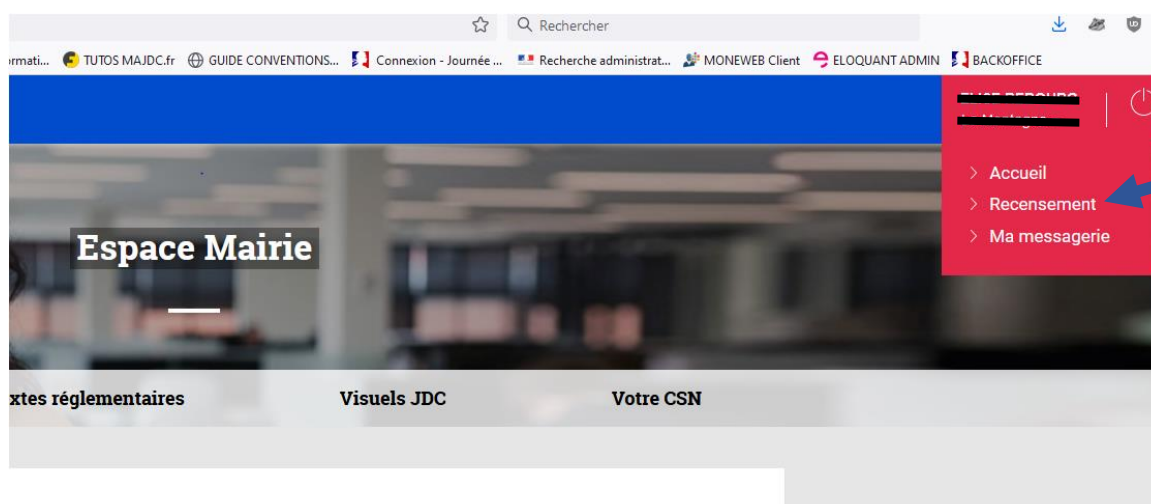 Rechercher
ormati... TUTOS MAJDC.fr GUIDE CONVENTIONS... Connexion - Journée ... Recherche administrat... MONEWEB Client ELOQUANT ADMIN BACKOFFICE
Accueil
Recensement
Ma messagerie
Espace Mairie
xtes réglementaires Visuels JDC Votre CSN